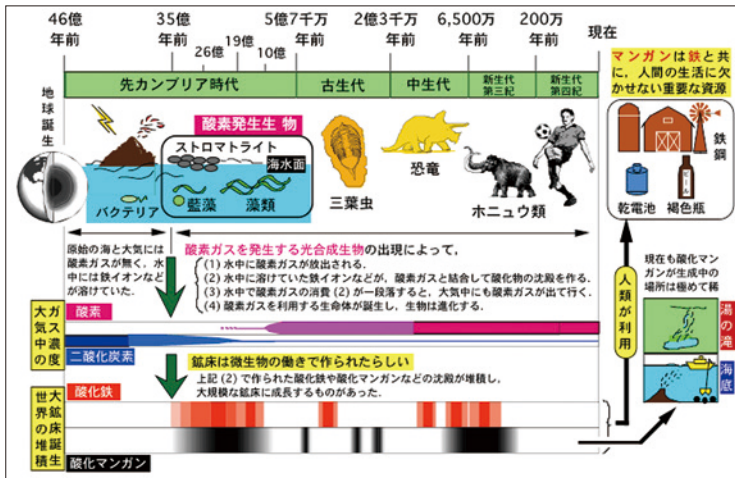 46億
年前
35億
年前
26億
19億
10億
5億7千万
年前
2億3千万
年前
6,500万
年前
200万
年前
現在
先カンブリア時代
古生代
中生代
新生代
第三紀
新生代
第四紀
地球誕生
酸素発生生物
ストロマトライト
海水面
バクテリア
藍藻
藻類
三葉虫
恐竜
ホニュウ類
マンガンは鉄と共
に，人間の生活に欠
かせない重要な資源
鉄鋼
乾電池
褐色瓶
ビール
原始の海と大気には
酸素ガスが無く，水
中には鉄イオンなど
が溶けていた．
酸素ガスを発生する光合成生物の出現によって，
(1) 水中に酸素ガスが放出される．
(2) 水中に溶けていた鉄イオンなどが，酸素ガスと結合して酸化物の沈殿を作る．
(3) 水中で酸素ガスの消費 (2) が一段落すると，大気中にも酸素ガスが出て行く．
(4) 酸素ガスを利用する生命体が誕生し，生物は進化する．
大気中の
ガス濃度
酸素
二酸化炭素
鉱床は微生物の働きで作られたらしい
上記 (2) で作られた酸化鉄や酸化マンガンなどの沈殿が堆積し，
大規模な鉱床に成長するものがあった．
世界の堆積
大鉱床誕生
酸化鉄
酸化マンガン
人類が利用
現在も酸化マ
ンガンが生成中の
場所は極めて稀
湯の滝
海底